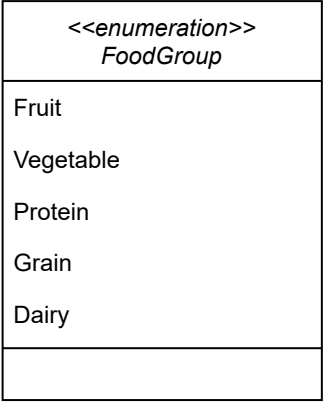 <<enumeration>>
FoodGroup
Fruit
Vegetable
Protein
Grain
Dairy